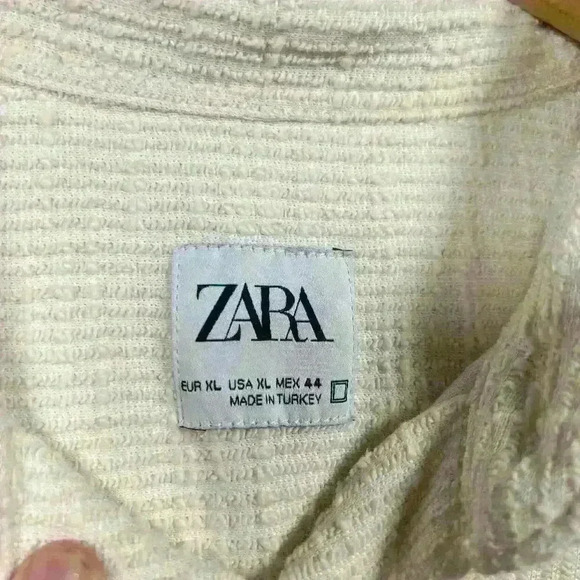 ZARA
EUR XL USA XL MEX 44
MADE IN TURKEY